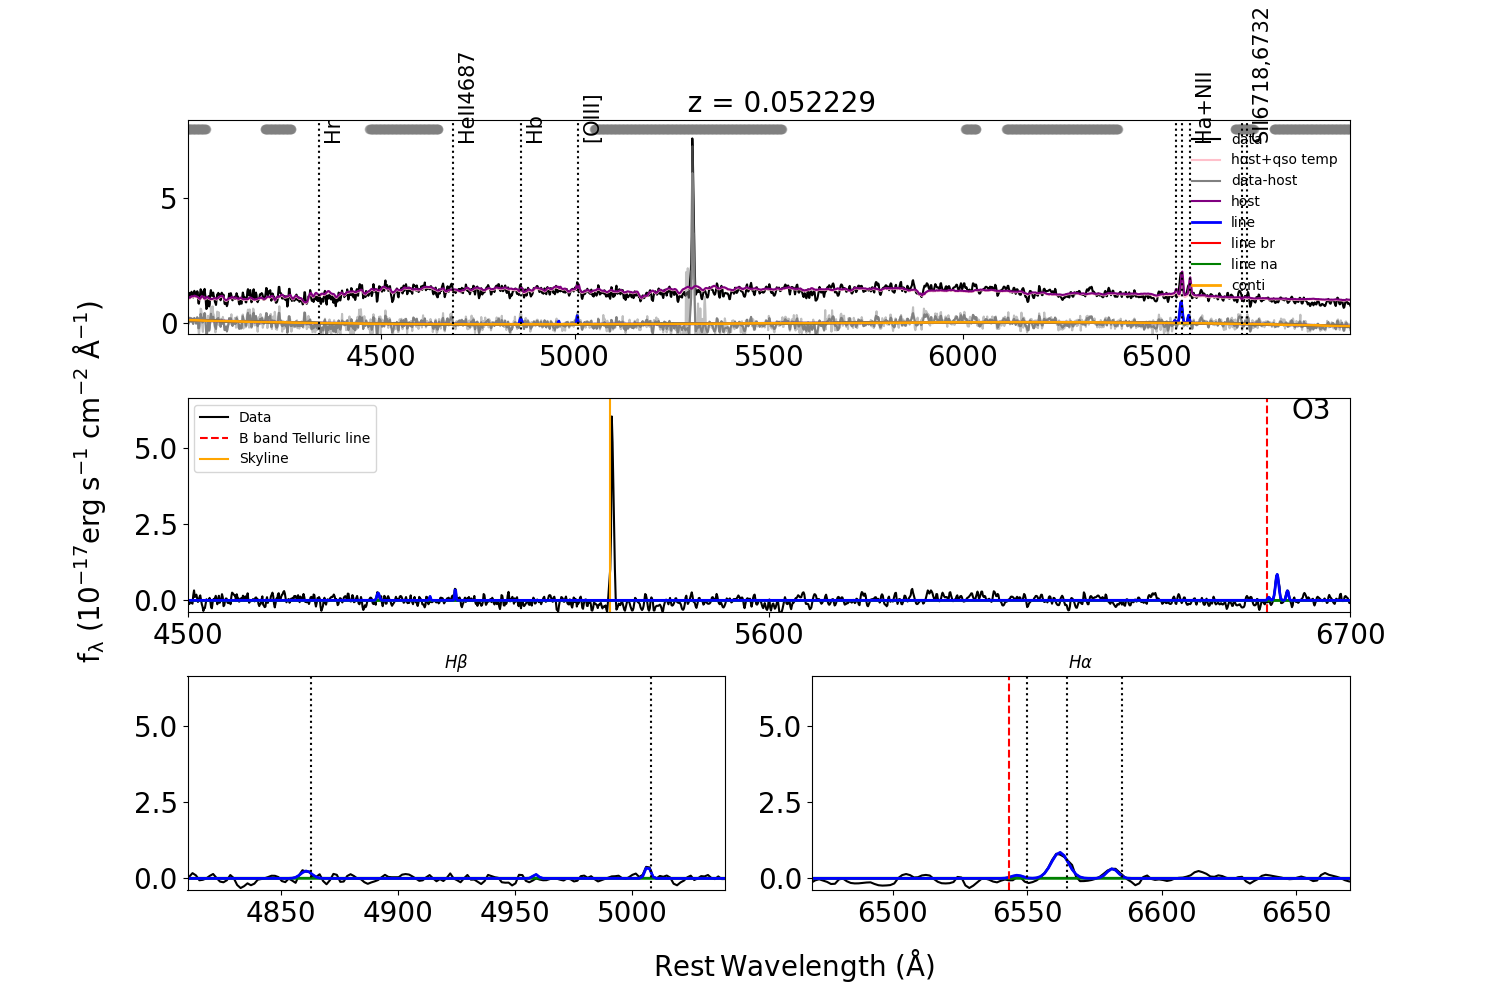 z = 0.052229
Hr
HeII4687
Hb
[OIII]
Ha+NII
SII6718,6732
data
host+qso temp
data-host
host
line
line br
line na
conti
5
0
4500 5000 5500 6000 6500
f_λ (10^−17 erg s^−1 cm^−2 Å^−1)
O3
Data
B band Telluric line
Skyline
5.0
2.5
0.0
4500 5600 6700
Hβ
5.0
2.5
0.0
4850 4900 4950 5000
Hα
5.0
2.5
0.0
6500 6550 6600 6650
Rest Wavelength (Å)